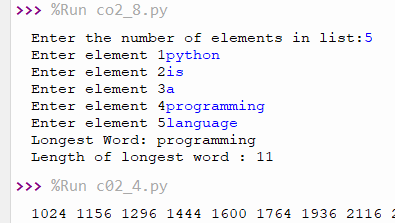 >>> %Run co2_8.py
Enter the number of elements in list:5
Enter element 1python
Enter element 2is
Enter element 3a
Enter element 4programming
Enter element 5language
Longest Word: programming
Length of longest word : 11
>>> %Run c02_4.py
1024 1156 1296 1444 1600 1764 1936 2116